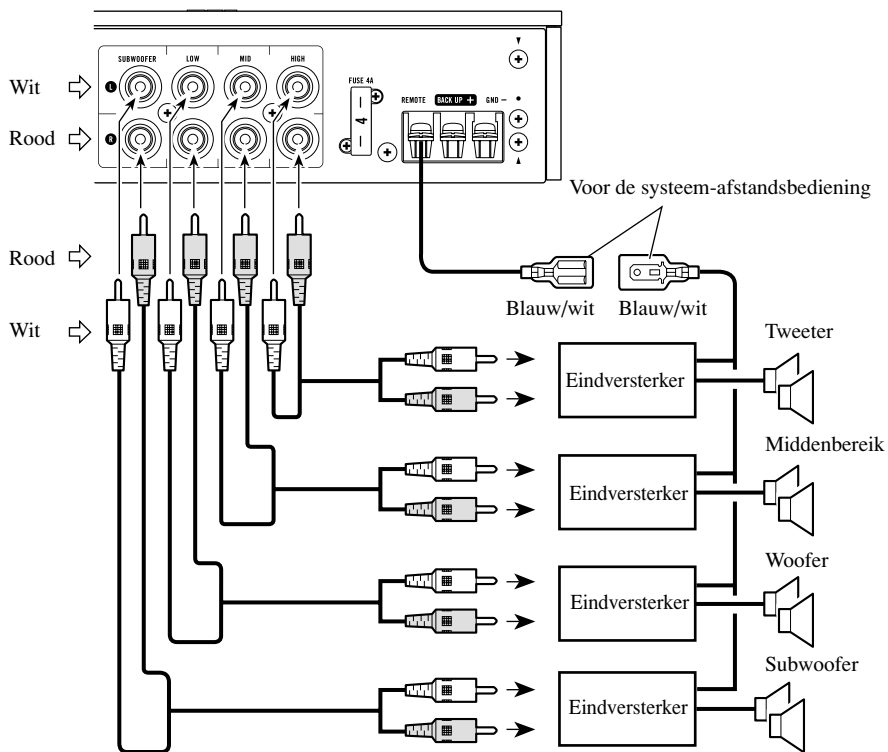 SUBWOOFER LOW MID HIGH
Wit L
Rood R
FUSE 4A
4
REMOTE BACK UP + GND −
Voor de systeem-afstandsbediening
Rood
Wit
Blauw/wit Blauw/wit
Tweeter
Eindversterker
Middenbereik
Eindversterker
Woofer
Eindversterker
Subwoofer
Eindversterker